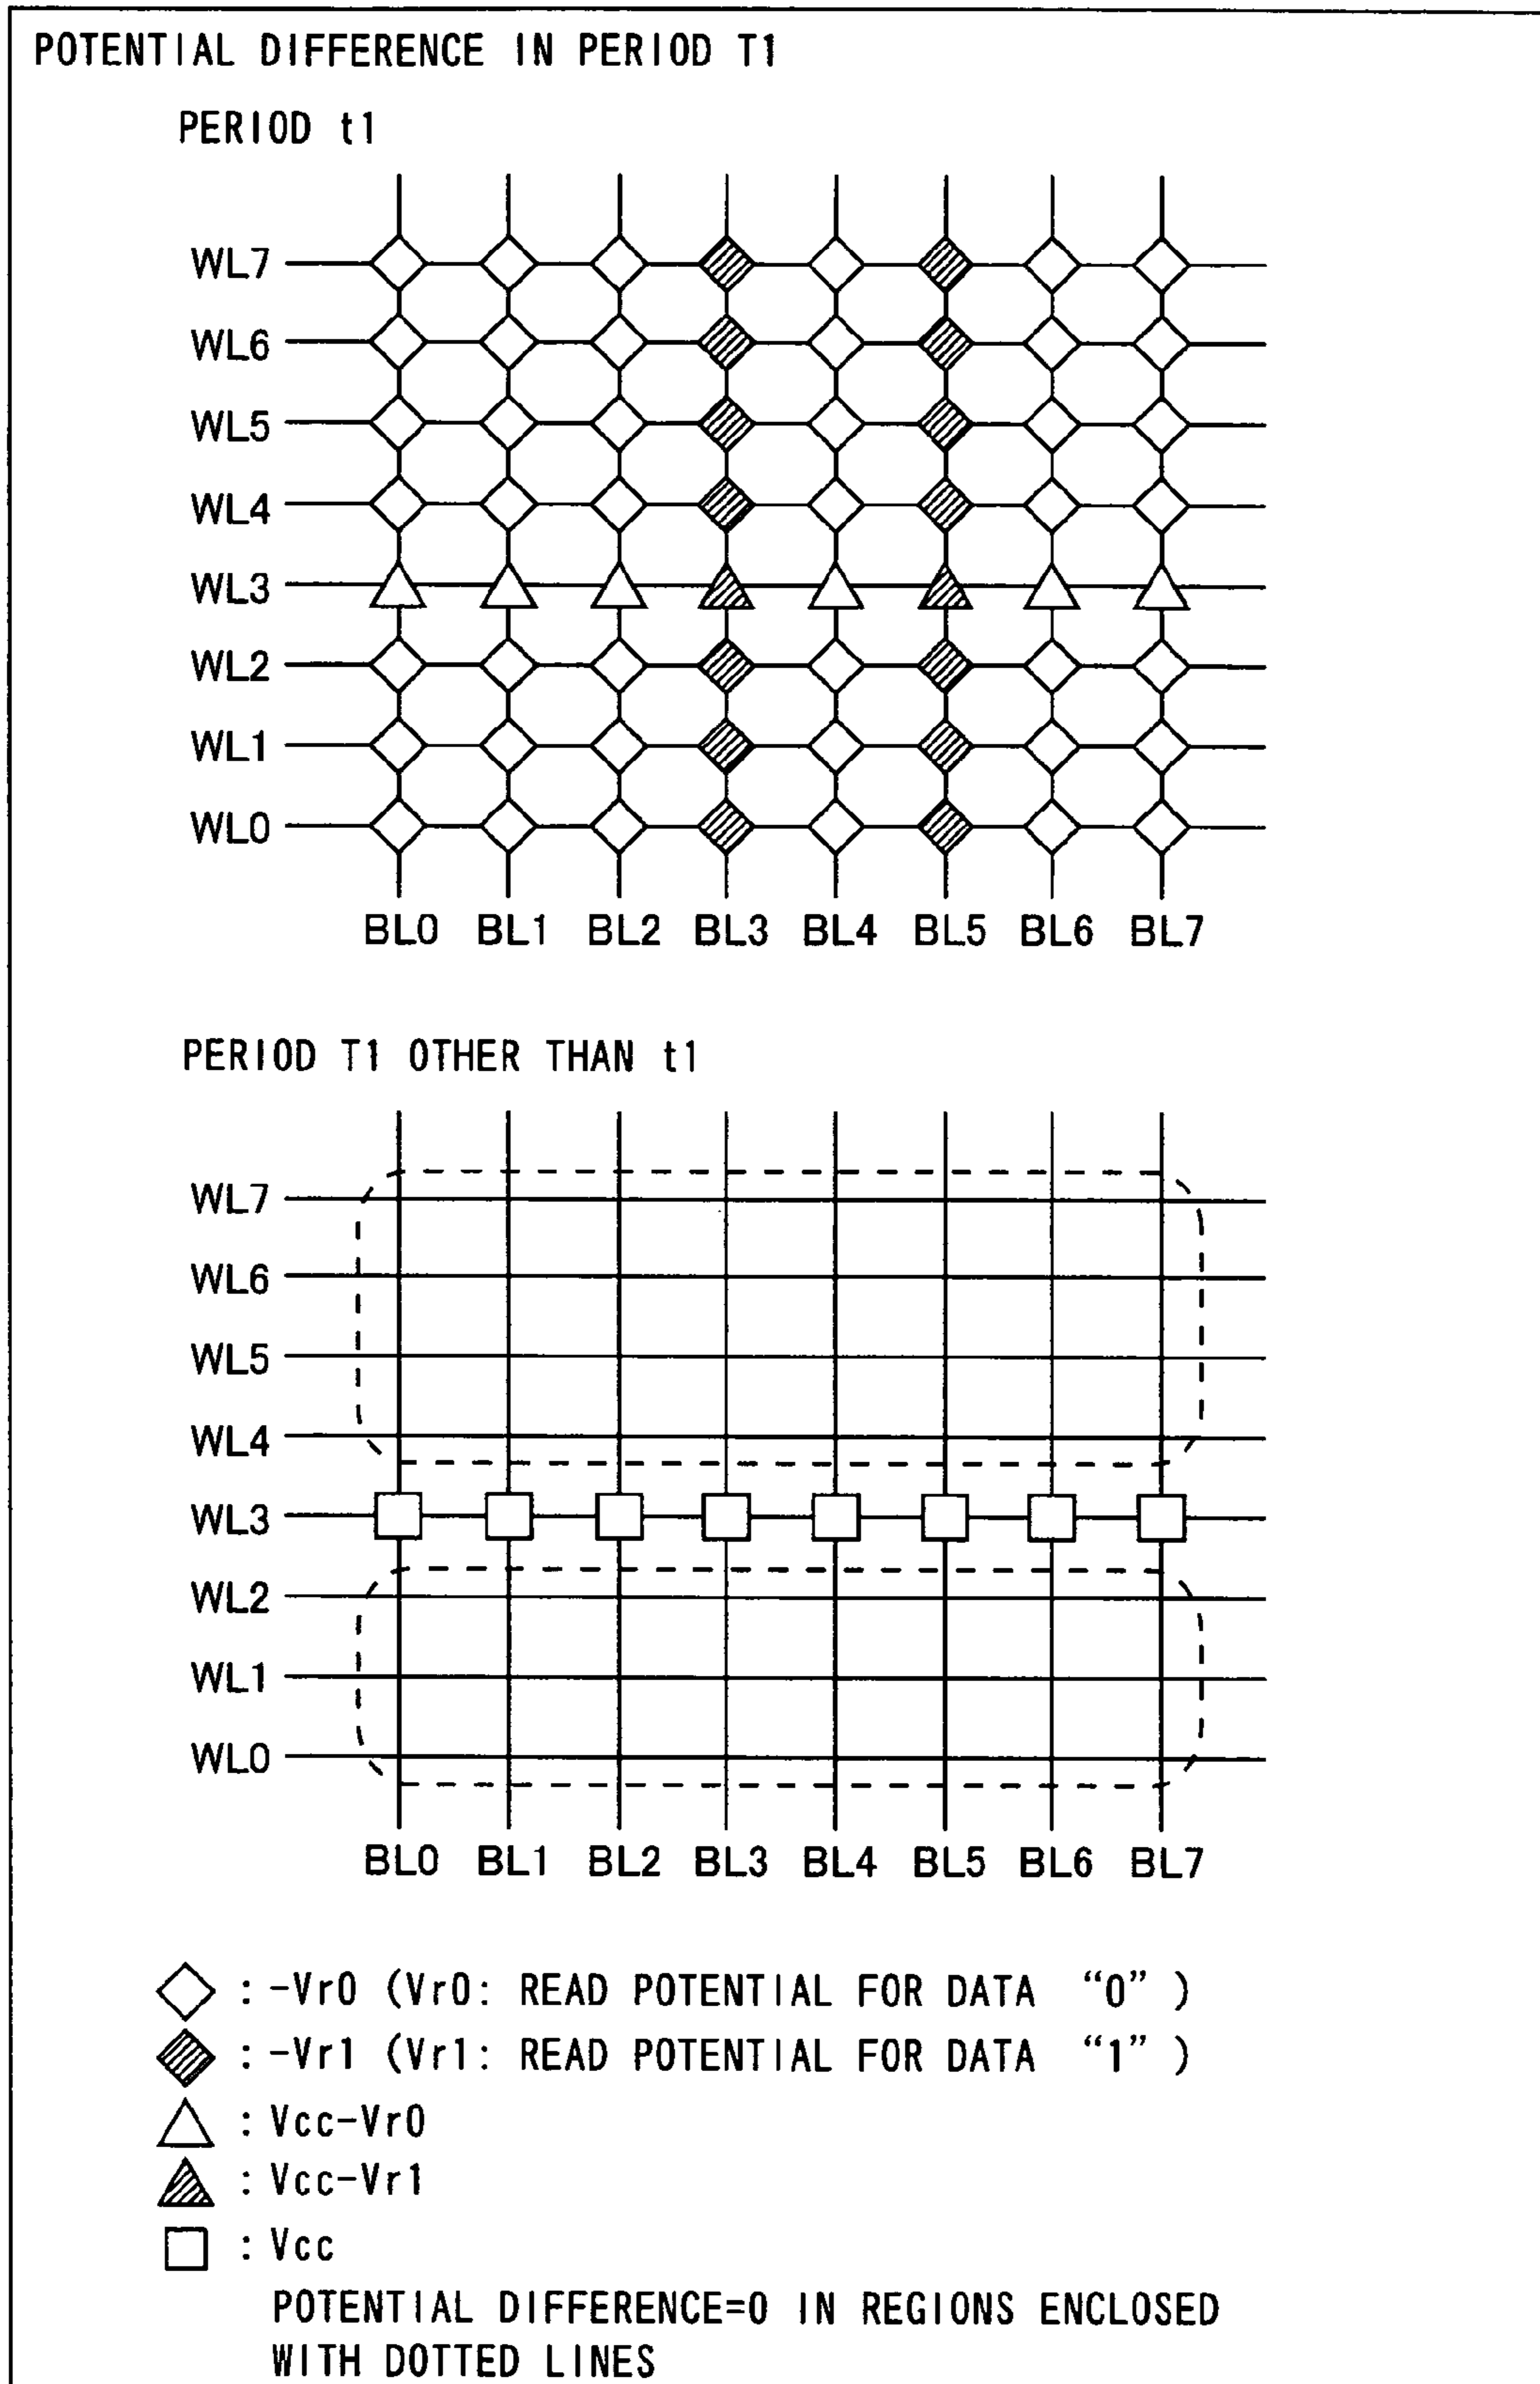 POTENTIAL DIFFERENCE IN PERIOD T1
PERIOD t1
WL7
WL6
WL5
WL4
WL3
WL2
WL1
WL0
BL0 BL1 BL2 BL3 BL4 BL5 BL6 BL7
PERIOD T1 OTHER THAN t1
WL7
WL6
WL5
WL4
WL3
WL2
WL1
WL0
BL0 BL1 BL2 BL3 BL4 BL5 BL6 BL7
: -Vr0 (Vr0: READ POTENTIAL FOR DATA “0” )
: -Vr1 (Vr1: READ POTENTIAL FOR DATA “1” )
: Vcc-Vr0
: Vcc-Vr1
: Vcc
POTENTIAL DIFFERENCE=0 IN REGIONS ENCLOSED
WITH DOTTED LINES